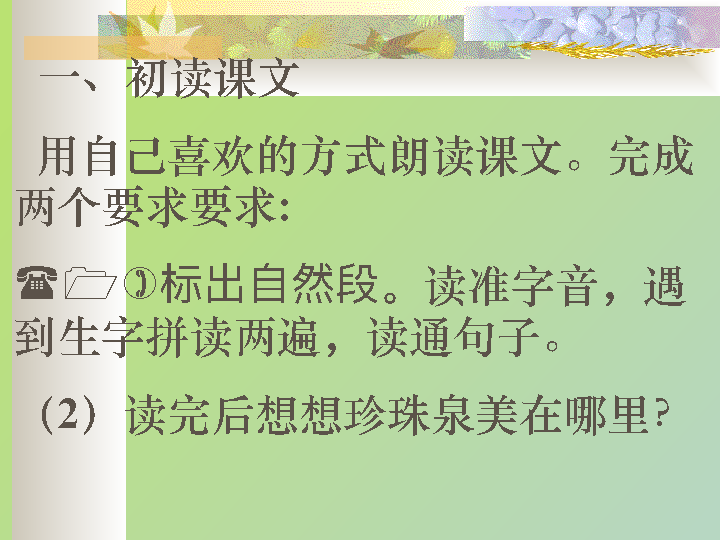 一、初读课文
用自己喜欢的方式朗读课文。完成
两个要求要求：
☎🗀✆标出自然段。读准字音，遇
到生字拼读两遍，读通句子。
（2）读完后想想珍珠泉美在哪里？